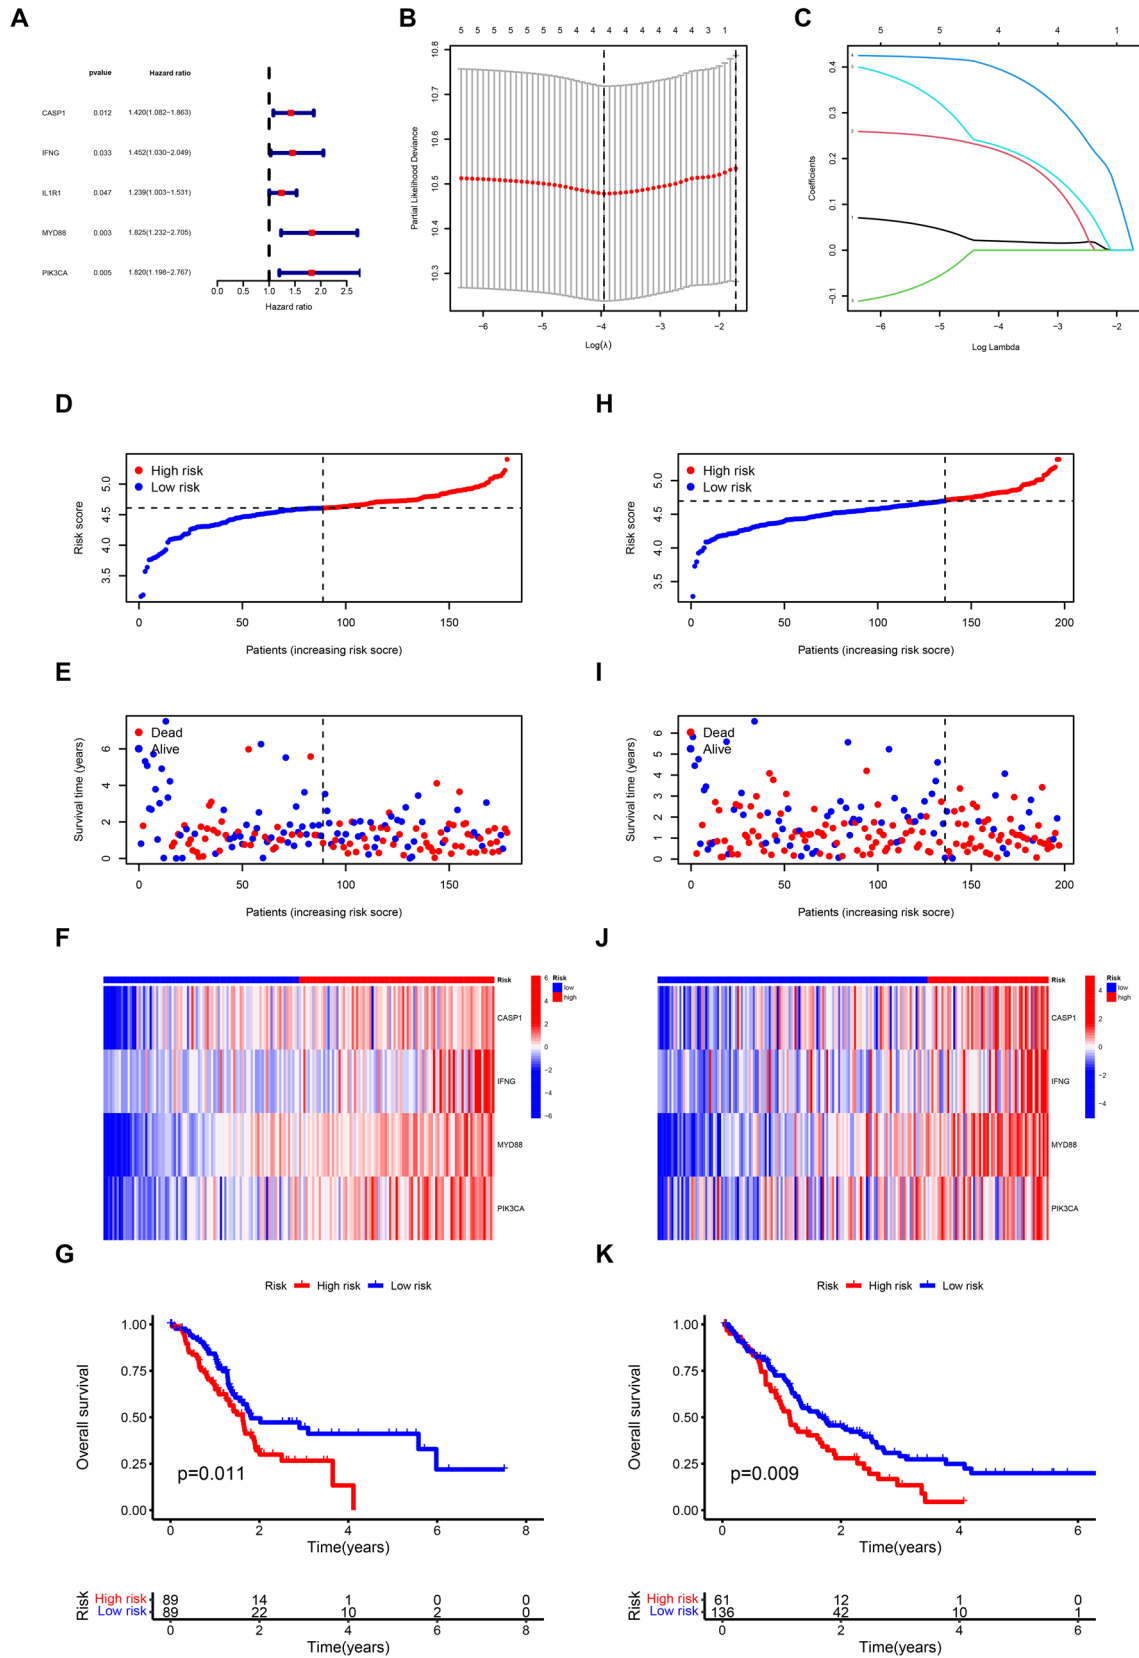 A
pvalue Hazard ratio
CASP1 0.012 1.420(1.082−1.863)
IFNG 0.033 1.452(1.030−2.049)
IL1R1 0.047 1.239(1.003−1.531)
MYD88 0.003 1.825(1.232−2.705)
PIK3CA 0.005 1.820(1.198−2.767)
0.0 0.5 1.0 1.5 2.0 2.5
Hazard ratio
B
5 5 5 5 5 5 5 4 4 4 4 4 4 4 4 4 4 3 1
Partial Likelihood Deviance
10.8
10.7
10.6
10.5
10.4
10.3
−6 −5 −4 −3 −2
Log(λ)
C
5 5 4 4 1
Coefficients
0.4
0.3
0.2
0.1
0.0
−0.1
4
5
2
1
3
−6 −5 −4 −3 −2
Log Lambda
D
High risk
Low risk
Risk score
5.0
4.5
4.0
3.5
0 50 100 150
Patients (increasing risk socre)
H
High risk
Low risk
Risk score
5.0
4.5
4.0
3.5
0 50 100 150 200
Patients (increasing risk socre)
E
Dead
Alive
Survival time (years)
6
4
2
0
0 50 100 150
Patients (increasing risk socre)
I
Dead
Alive
Survival time (years)
6
5
4
3
2
1
0
0 50 100 150 200
Patients (increasing risk socre)
F
Risk
CASP1
IFNG
MYD88
PIK3CA
6
4
2
0
−2
−4
−6
Risk
low
high
J
Risk
CASP1
IFNG
MYD88
PIK3CA
4
2
0
−2
−4
Risk
low
high
G
Risk High risk Low risk
Overall survival
1.00
0.75
0.50
0.25
0.00
p=0.011
0 2 4 6 8
Time(years)
Risk
High risk 89 14 1 0 0
Low risk 89 22 10 2 0
0 2 4 6 8
Time(years)
K
Risk High risk Low risk
Overall survival
1.00
0.75
0.50
0.25
0.00
p=0.009
0 2 4 6
Time(years)
Risk
High risk 61 12 1 0
Low risk 136 42 10 1
0 2 4 6
Time(years)